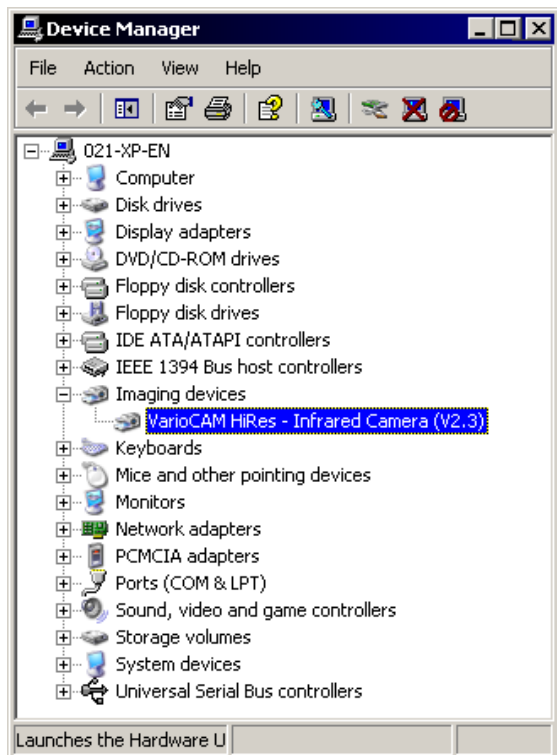 Device Manager
File Action View Help
021-XP-EN
Computer
Disk drives
Display adapters
DVD/CD-ROM drives
Floppy disk controllers
Floppy disk drives
IDE ATA/ATAPI controllers
IEEE 1394 Bus host controllers
Imaging devices
VarioCAM HiRes - Infrared Camera (V2.3)
Keyboards
Mice and other pointing devices
Monitors
Network adapters
PCMCIA adapters
Ports (COM & LPT)
Sound, video and game controllers
Storage volumes
System devices
Universal Serial Bus controllers
Launches the Hardware U